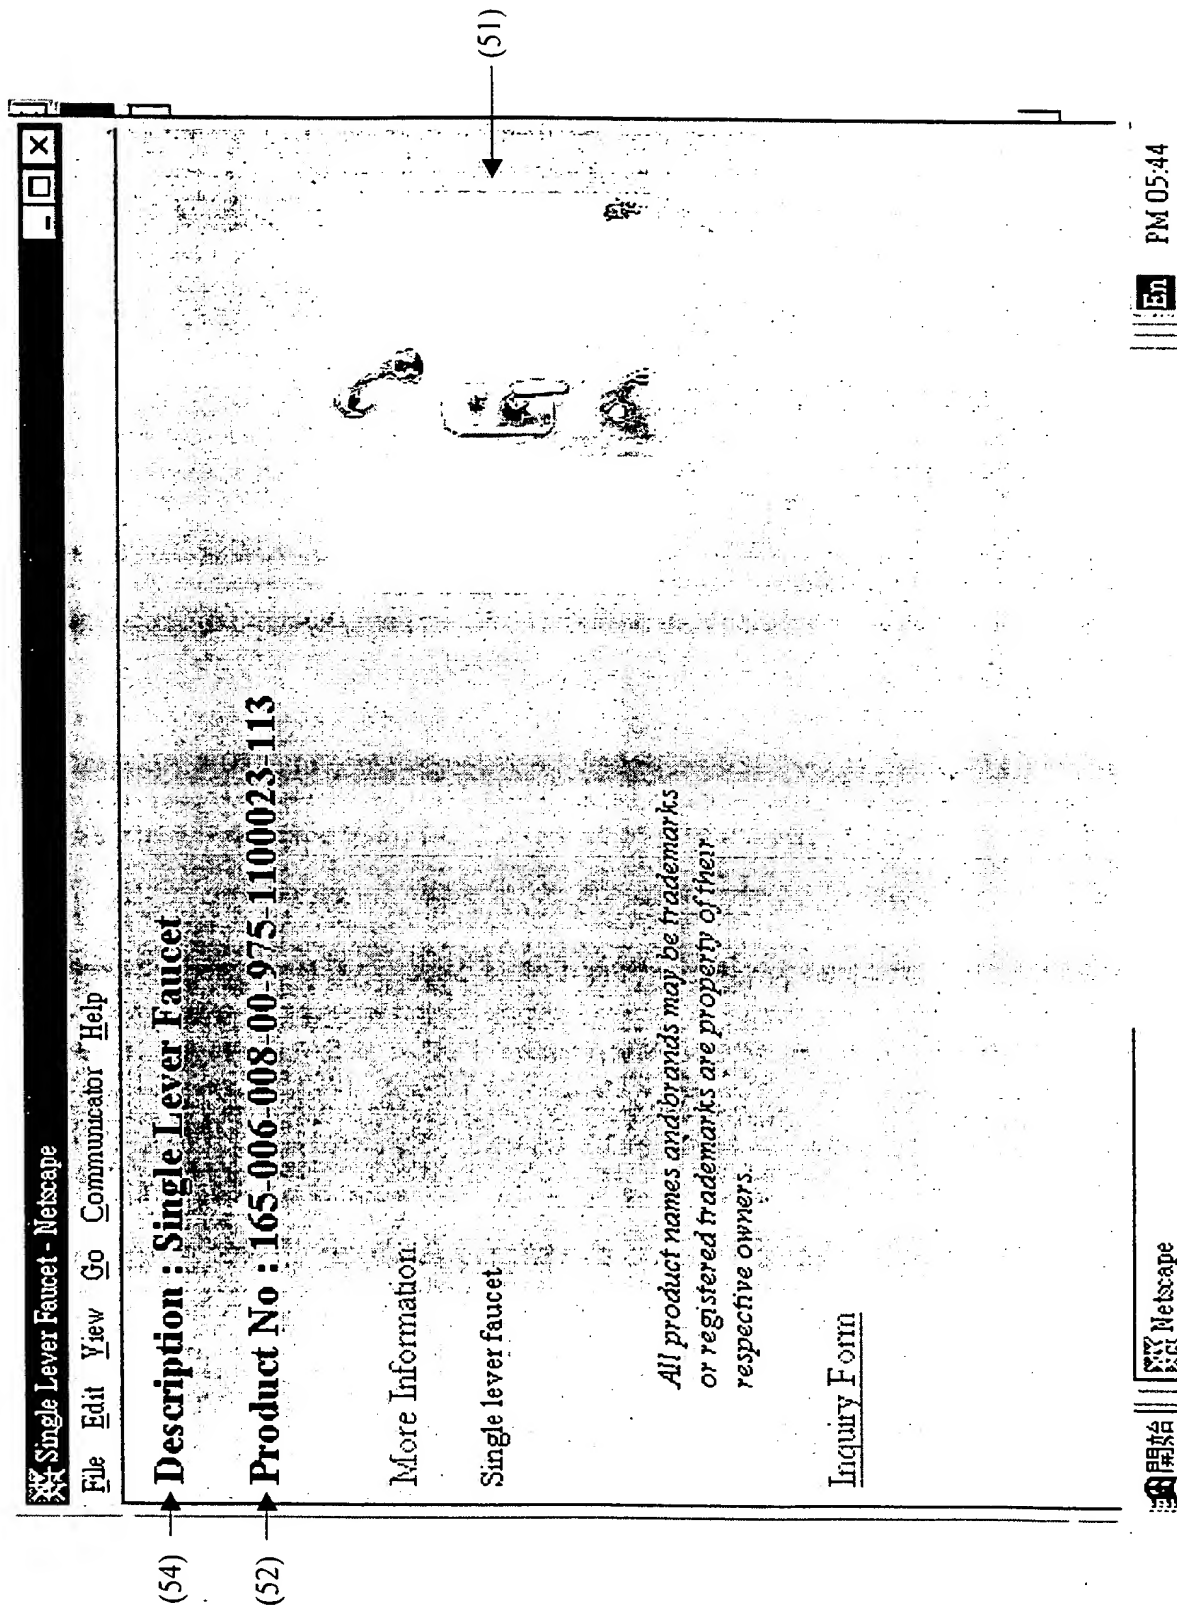 Single Lever Faucet - Netscape
File Edit View Go Communicator Help
(54) Description : Single Lever Faucet
(52) Product No : 165-006-008-00-975-1100023-113
(51)
More Information:
Single lever faucet
All product names and brands may be trademarks
or registered trademarks are property of their
respective owners.
Inquiry Form
開始 Netscape En PM 05:44